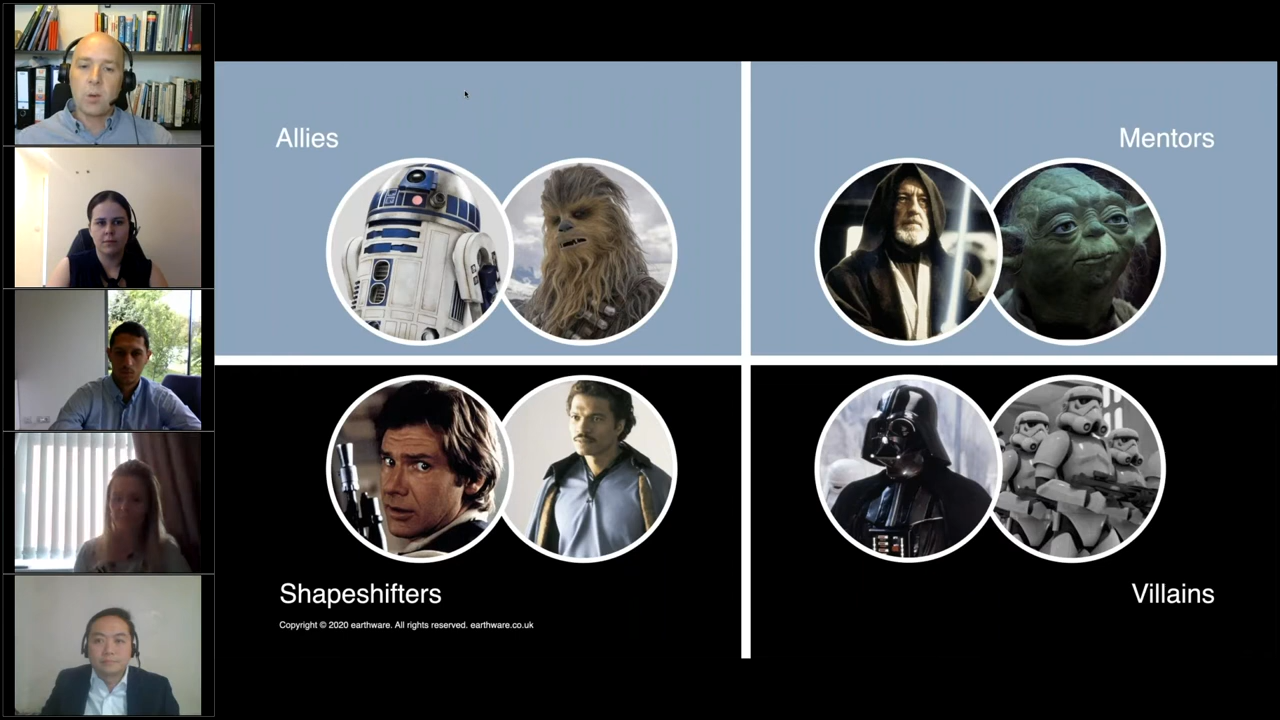 Allies
Mentors
Shapeshifters
Villains
Copyright © 2020 earthware. All rights reserved. earthware.co.uk